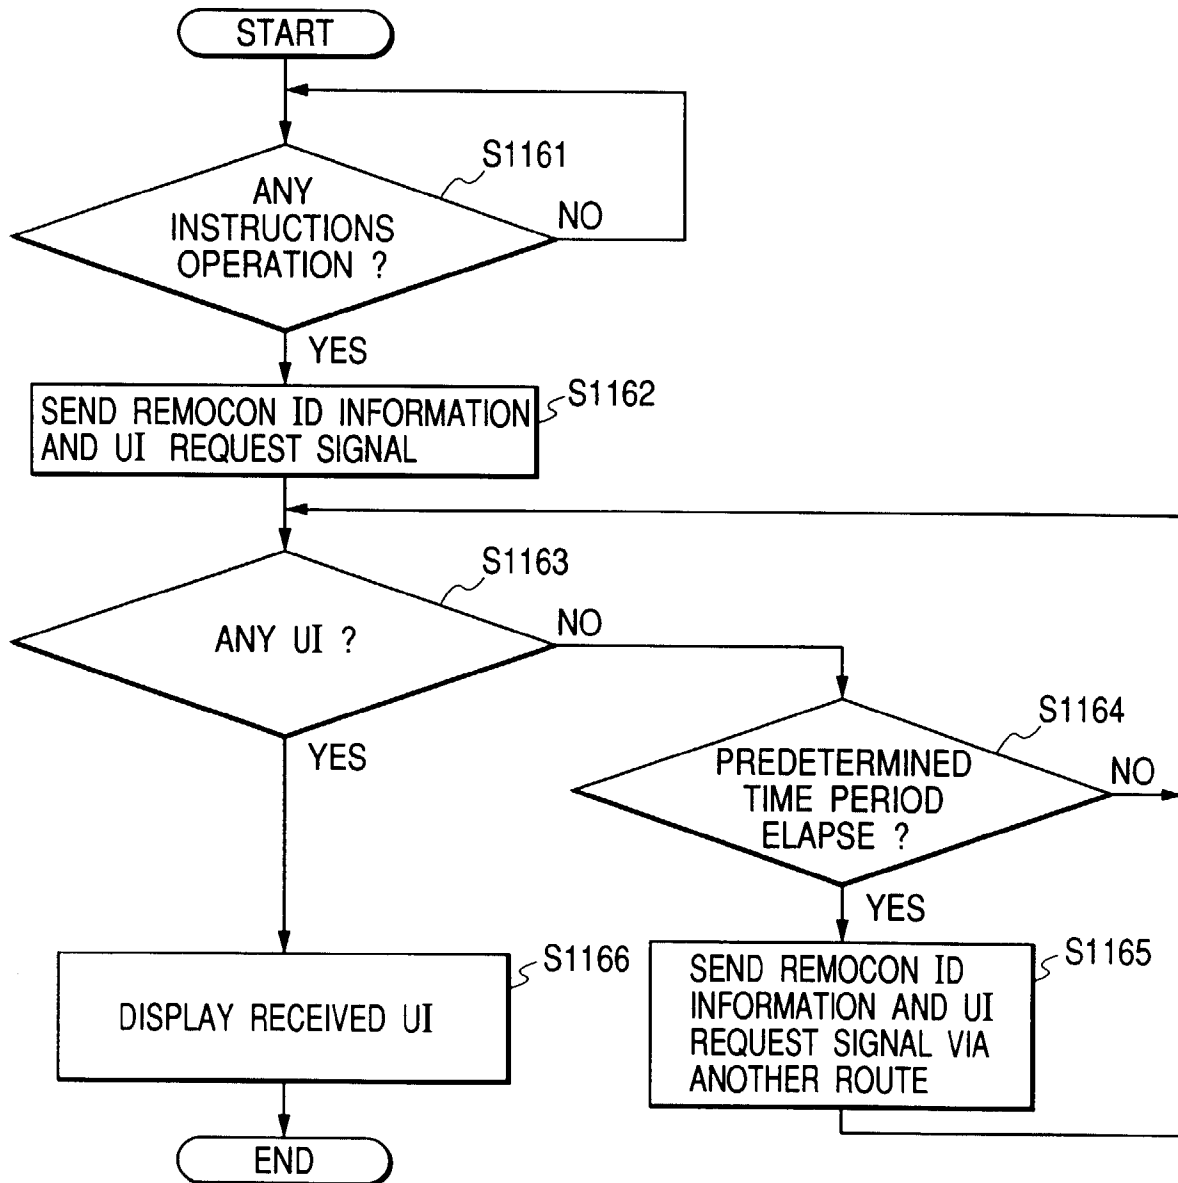 START
S1161
ANY
INSTRUCTIONS
OPERATION ?
NO
YES
S1162
SEND REMOCON ID INFORMATION
AND UI REQUEST SIGNAL
S1163
ANY UI ?
NO
YES
S1164
PREDETERMINED
TIME PERIOD
ELAPSE ?
NO
YES
S1165
SEND REMOCON ID
INFORMATION AND UI
REQUEST SIGNAL VIA
ANOTHER ROUTE
S1166
DISPLAY RECEIVED UI
END